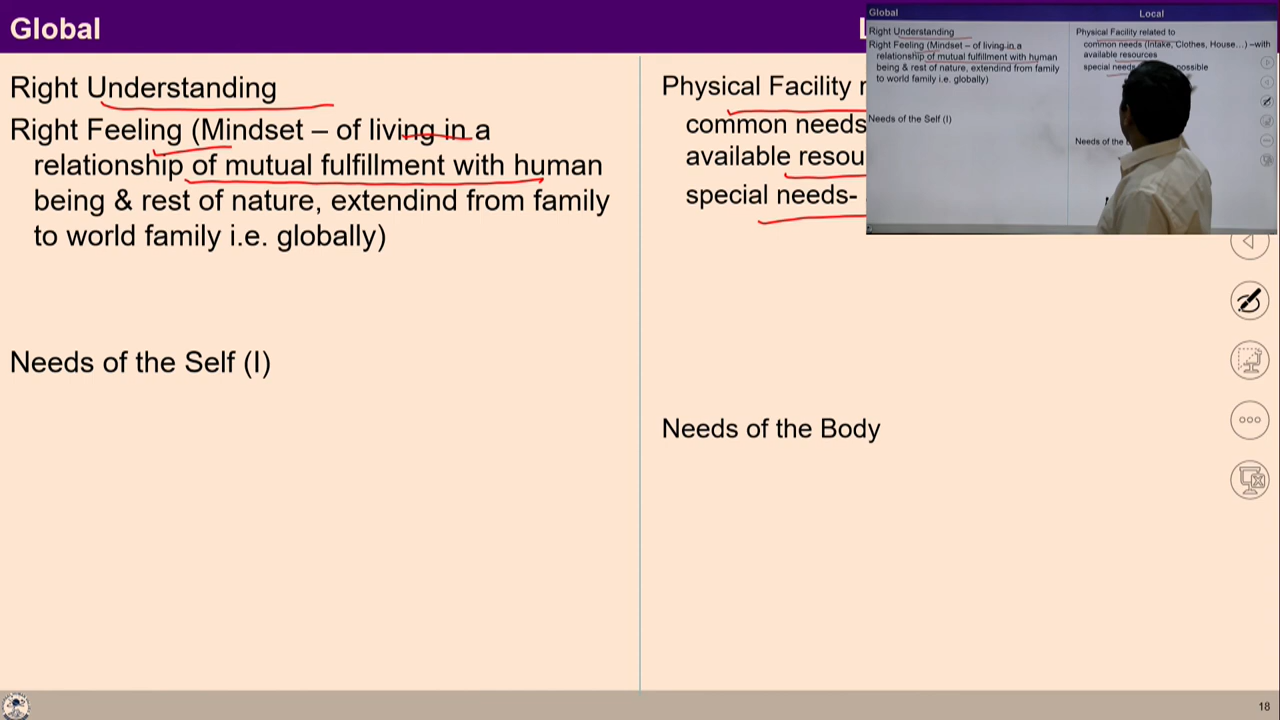 Global
Right Understanding
Right Feeling (Mindset – of living in a
relationship of mutual fulfillment with human
being & rest of nature, extendind from family
to world family i.e. globally)
Needs of the Self (I)
Physical Facility
common needs
available resou
special needs-
Needs of the Body
18
Global
Local
Right Understanding
Right Feeling (Mindset – of living in a
relationship of mutual fulfillment with human
being & rest of nature, extendind from family
to world family i.e. globally)
Needs of the Self (I)
Physical Facility related to
common needs (Intake, Clothes, House...) –with
available resources
special needs possible
Needs of the